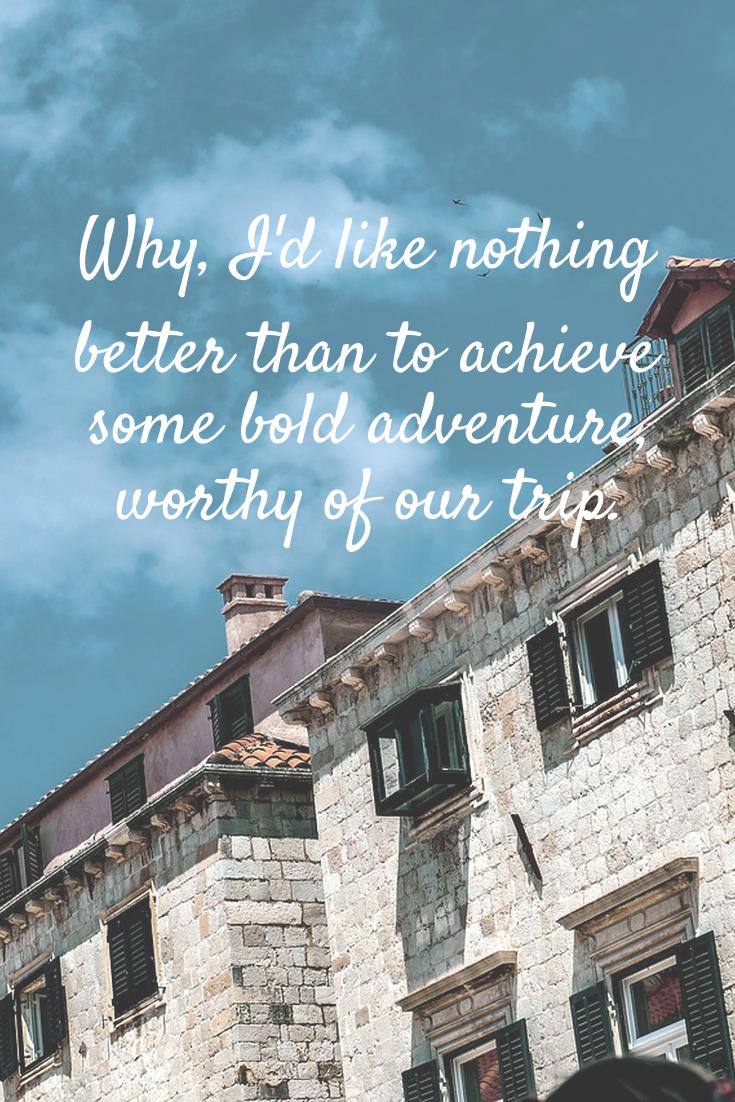 Why, I'd like nothing
better than to achieve
some bold adventure,
worthy of our trip.